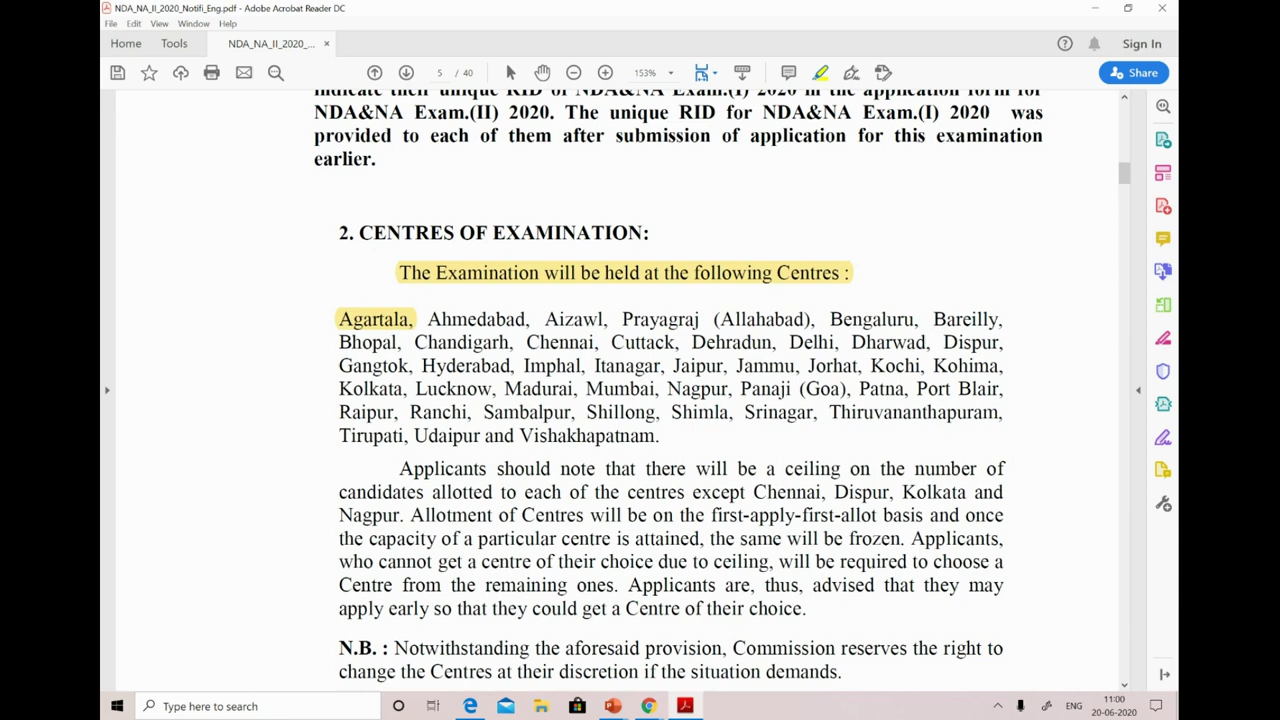 NDA_NA_II_2020_Notifi_Eng.pdf - Adobe Acrobat Reader DC
File Edit View Window Help
Home Tools NDA_NA_II_2020_... × Sign In
5 / 40 153% Share
indicate their unique RID of NDA&NA Exam.(I) 2020 in the application form for
NDA&NA Exam.(II) 2020. The unique RID for NDA&NA Exam.(I) 2020 was
provided to each of them after submission of application for this examination
earlier.
2. CENTRES OF EXAMINATION:
The Examination will be held at the following Centres :
Agartala, Ahmedabad, Aizawl, Prayagraj (Allahabad), Bengaluru, Bareilly,
Bhopal, Chandigarh, Chennai, Cuttack, Dehradun, Delhi, Dharwad, Dispur,
Gangtok, Hyderabad, Imphal, Itanagar, Jaipur, Jammu, Jorhat, Kochi, Kohima,
Kolkata, Lucknow, Madurai, Mumbai, Nagpur, Panaji (Goa), Patna, Port Blair,
Raipur, Ranchi, Sambalpur, Shillong, Shimla, Srinagar, Thiruvananthapuram,
Tirupati, Udaipur and Vishakhapatnam.
Applicants should note that there will be a ceiling on the number of
candidates allotted to each of the centres except Chennai, Dispur, Kolkata and
Nagpur. Allotment of Centres will be on the first-apply-first-allot basis and once
the capacity of a particular centre is attained, the same will be frozen. Applicants,
who cannot get a centre of their choice due to ceiling, will be required to choose a
Centre from the remaining ones. Applicants are, thus, advised that they may
apply early so that they could get a Centre of their choice.
N.B. : Notwithstanding the aforesaid provision, Commission reserves the right to
change the Centres at their discretion if the situation demands.
Type here to search
ENG
11:00
20-06-2020